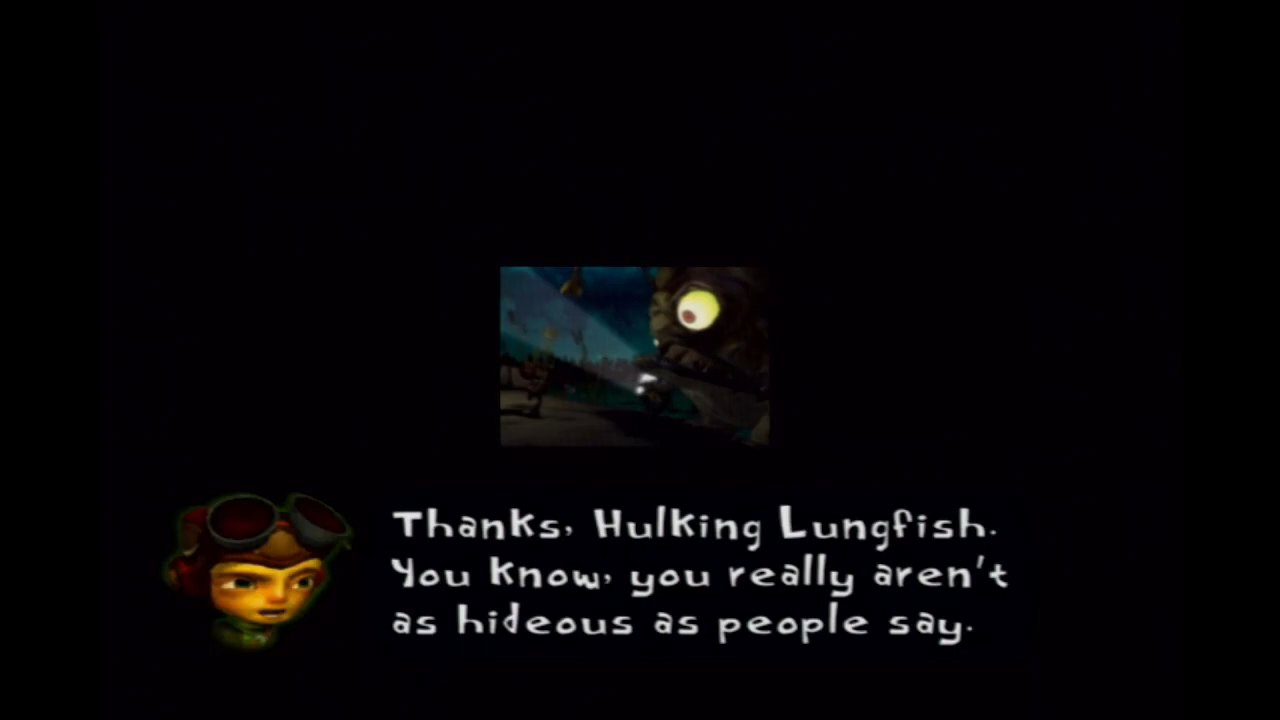 Thanks, Hulking Lungfish.
You know, you really aren't
as hideous as people say.